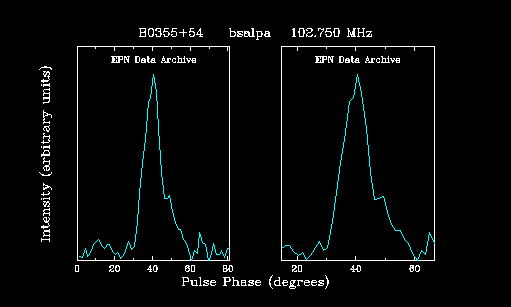 B0355+54 bsalpa 102.750 MHz
EPN Data Archive EPN Data Archive
Intensity (arbitrary units)
0 20 40 60 80 20 40 60
Pulse Phase (degrees)